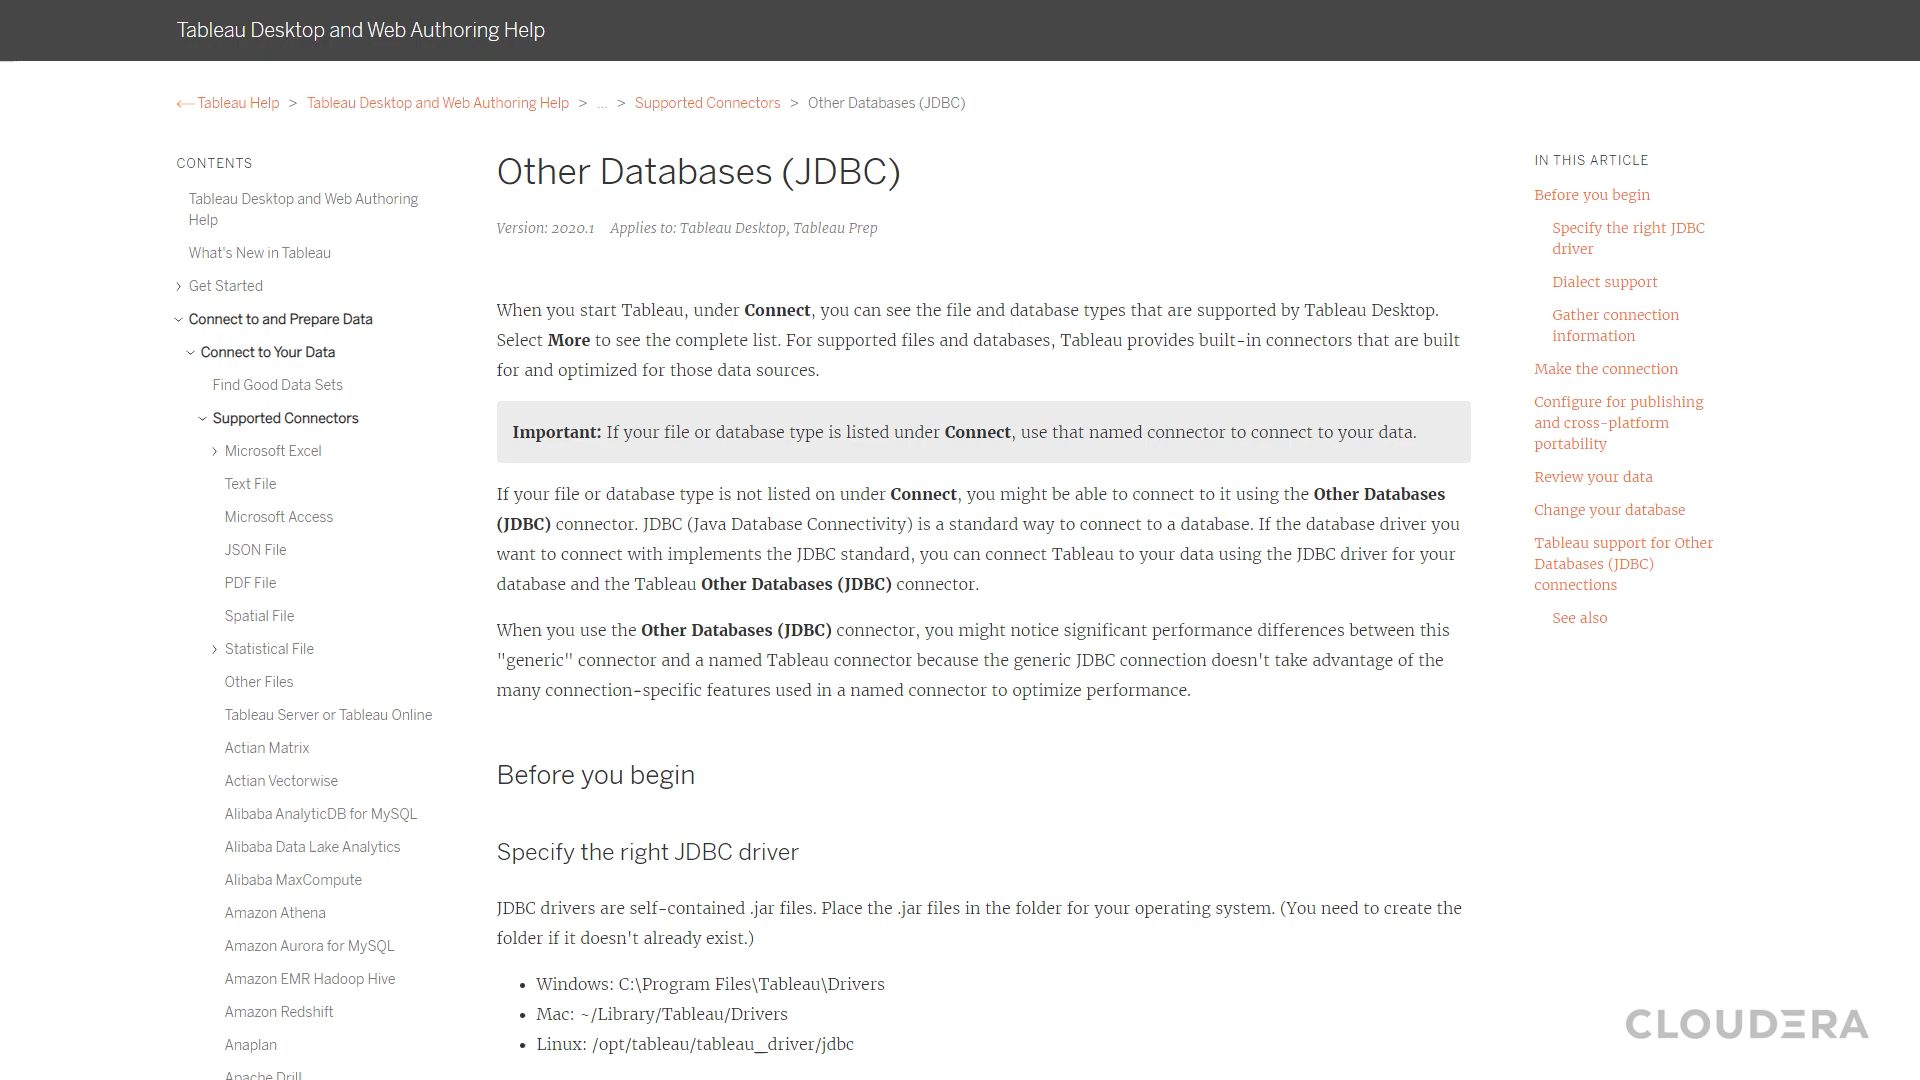 Tableau Desktop and Web Authoring Help
← Tableau Help > Tableau Desktop and Web Authoring Help > ... > Supported Connectors > Other Databases (JDBC)
CONTENTS
Tableau Desktop and Web Authoring
Help
What's New in Tableau
Get Started
Connect to and Prepare Data
Connect to Your Data
Find Good Data Sets
Supported Connectors
Microsoft Excel
Text File
Microsoft Access
JSON File
PDF File
Spatial File
Statistical File
Other Files
Tableau Server or Tableau Online
Actian Matrix
Actian Vectorwise
Alibaba AnalyticDB for MySQL
Alibaba Data Lake Analytics
Alibaba MaxCompute
Amazon Athena
Amazon Aurora for MySQL
Amazon EMR Hadoop Hive
Amazon Redshift
Anaplan
Apache Drill
Other Databases (JDBC)
Version: 2020.1 Applies to: Tableau Desktop, Tableau Prep
When you start Tableau, under Connect, you can see the file and database types that are supported by Tableau Desktop.
Select More to see the complete list. For supported files and databases, Tableau provides built-in connectors that are built
for and optimized for those data sources.
Important: If your file or database type is listed under Connect, use that named connector to connect to your data.
If your file or database type is not listed on under Connect, you might be able to connect to it using the Other Databases
(JDBC) connector. JDBC (Java Database Connectivity) is a standard way to connect to a database. If the database driver you
want to connect with implements the JDBC standard, you can connect Tableau to your data using the JDBC driver for your
database and the Tableau Other Databases (JDBC) connector.
When you use the Other Databases (JDBC) connector, you might notice significant performance differences between this
"generic" connector and a named Tableau connector because the generic JDBC connection doesn't take advantage of the
many connection-specific features used in a named connector to optimize performance.
Before you begin
Specify the right JDBC driver
JDBC drivers are self-contained .jar files. Place the .jar files in the folder for your operating system. (You need to create the
folder if it doesn't already exist.)
• Windows: C:\Program Files\Tableau\Drivers
• Mac: ~/Library/Tableau/Drivers
• Linux: /opt/tableau/tableau_driver/jdbc
IN THIS ARTICLE
Before you begin
Specify the right JDBC
driver
Dialect support
Gather connection
information
Make the connection
Configure for publishing
and cross-platform
portability
Review your data
Change your database
Tableau support for Other
Databases (JDBC)
connections
See also
CLOUDERA